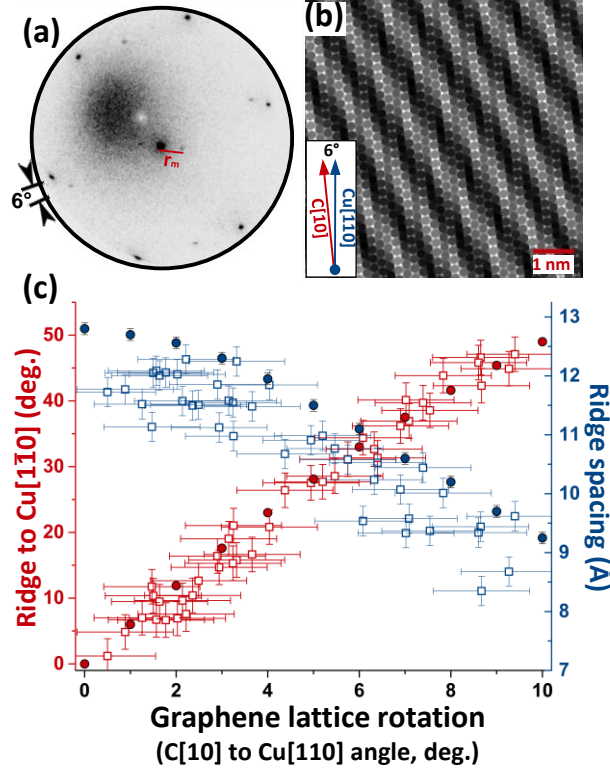 (a)
r_m
6°
(b)
6°
C[10]
Cu[110]
1 nm
(c)
50
40
30
20
10
0
Ridge to Cu[11̄0] (deg.)
13
12
11
10
9
8
7
Ridge spacing (Å)
0 2 4 6 8 10
Graphene lattice rotation
(C[10] to Cu[110] angle, deg.)